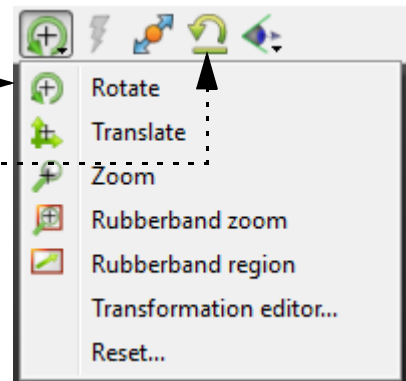 Rotate
Translate
Zoom
Rubberband zoom
Rubberband region
Transformation editor...
Reset...